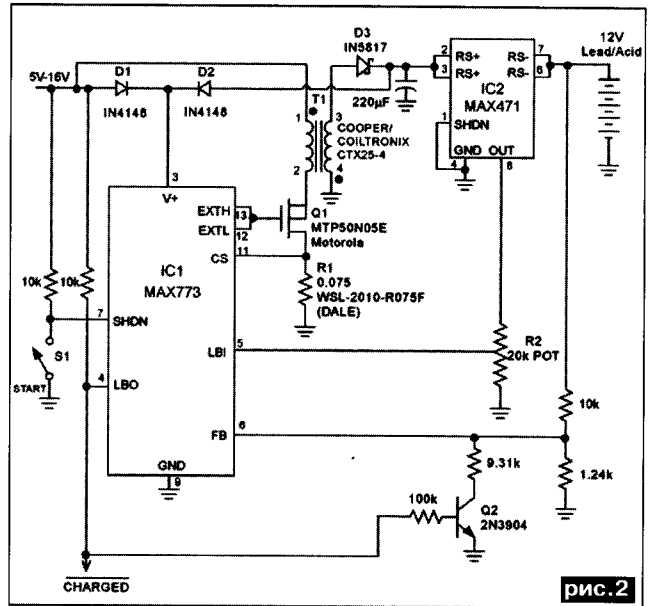 D3
IN5817
12V
Lead/Acid
5V-16V
D1
D2
IN4148
IN4148
220µF
2
3
RS+
RS+
RS-
RS-
7
6
IC2
MAX471
1
SHDN
GND
OUT
4
8
T1
1
3
2
4
COOPER/
COILTRONIX
CTX25-4
3
V+
EXTH
13
EXTL
12
CS
11
Q1
MTP50N05E
Motorola
IC1
MAX773
R1
0.075
WSL-2010-R075F
(DALE)
10k
10k
7
SHDN
S1
START
4
LBO
LBI
5
R2
20k POT
FB
6
10k
GND
9
9.31k
1.24k
100k
Q2
2N3904
CHARGED
рис.2